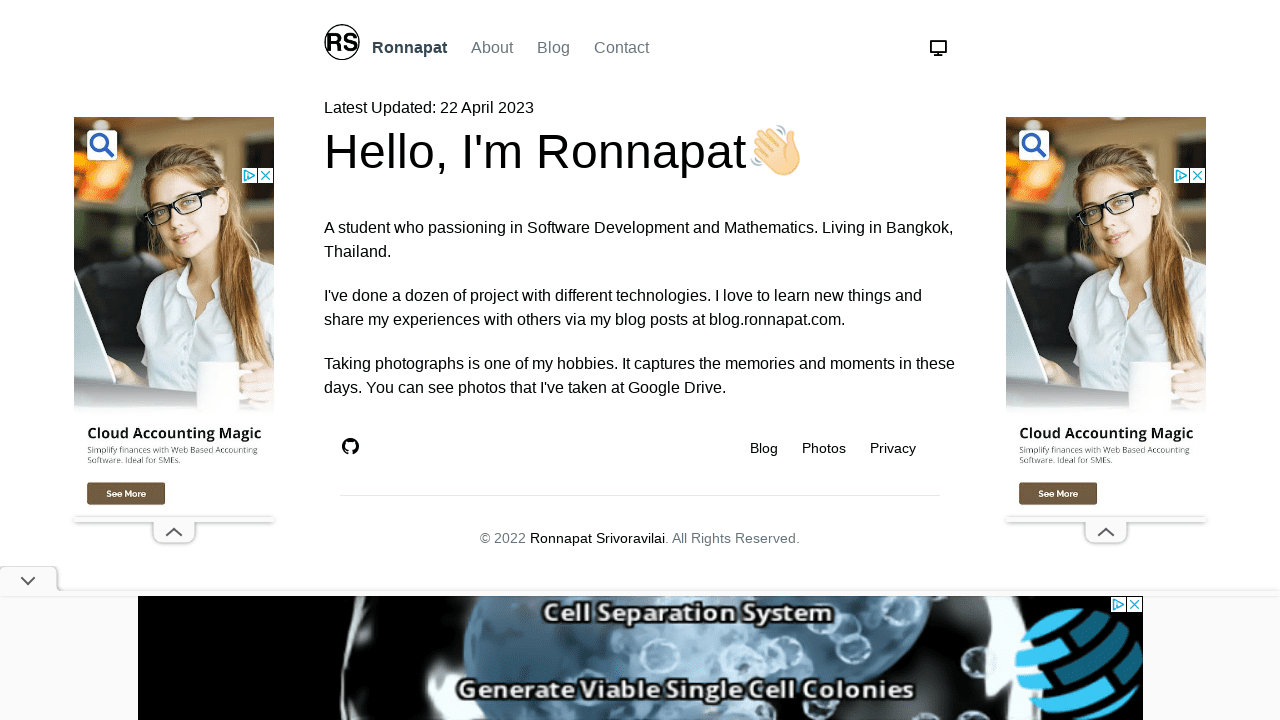 RS
Ronnapat About Blog Contact
Latest Updated: 22 April 2023
Hello, I'm Ronnapat👋🏼
A student who passioning in Software Development and Mathematics. Living in Bangkok,
Thailand.
I've done a dozen of project with different technologies. I love to learn new things and
share my experiences with others via my blog posts at blog.ronnapat.com.
Taking photographs is one of my hobbies. It captures the memories and moments in these
days. You can see photos that I've taken at Google Drive.
Blog Photos Privacy
© 2022 Ronnapat Srivoravilai. All Rights Reserved.
Cloud Accounting Magic
Simplify finances with Web Based Accounting
Software. Ideal for SMEs.
See More
Cloud Accounting Magic
Simplify finances with Web Based Accounting
Software. Ideal for SMEs.
See More
Cell Separation System
Generate Viable Single Cell Colonies